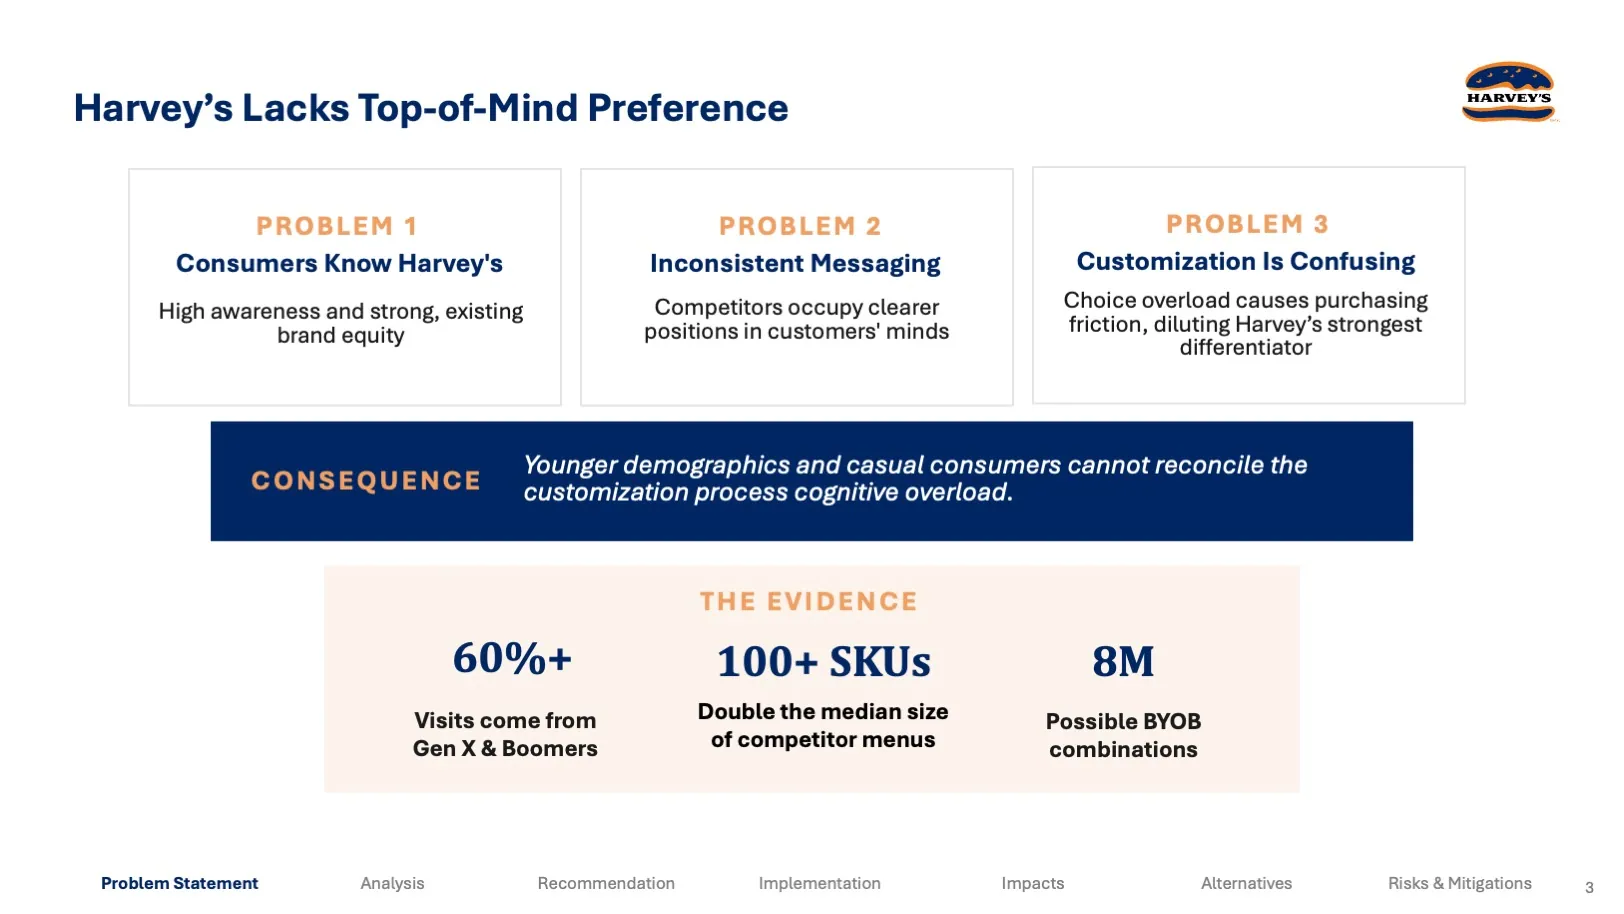 Harvey’s Lacks Top-of-Mind Preference
HARVEY'S
PROBLEM 1
Consumers Know Harvey's
High awareness and strong, existing
brand equity
PROBLEM 2
Inconsistent Messaging
Competitors occupy clearer
positions in customers' minds
PROBLEM 3
Customization Is Confusing
Choice overload causes purchasing
friction, diluting Harvey’s strongest
differentiator
CONSEQUENCE
Younger demographics and casual consumers cannot reconcile the
customization process cognitive overload.
THE EVIDENCE
60%+
Visits come from
Gen X & Boomers
100+ SKUs
Double the median size
of competitor menus
8M
Possible BYOB
combinations
Problem Statement
Analysis
Recommendation
Implementation
Impacts
Alternatives
Risks & Mitigations
3